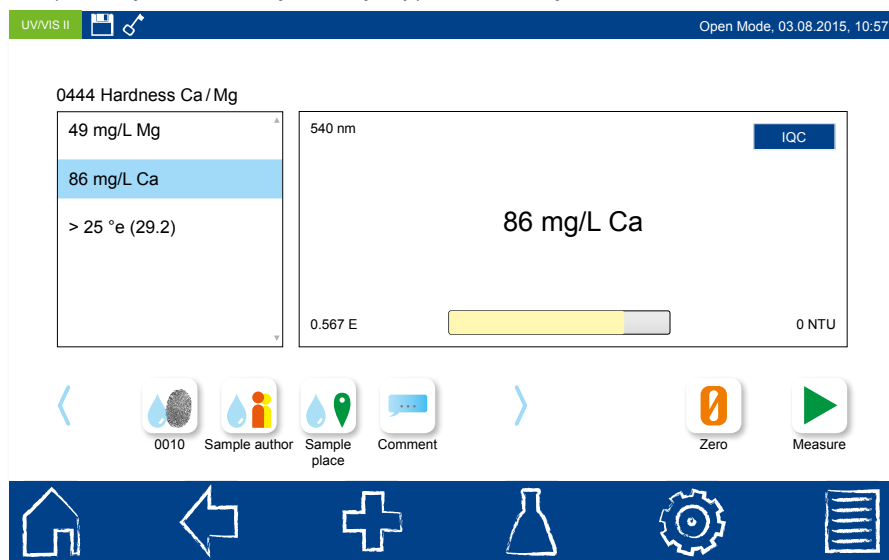 UV/VIS II
Open Mode, 03.08.2015, 10:57
0444 Hardness Ca/Mg
49 mg/L Mg
86 mg/L Ca
> 25 °e (29.2)
540 nm
IQC
86 mg/L Ca
0.567 E
0 NTU
0010
Sample author
Sample
place
Comment
Zero
Measure